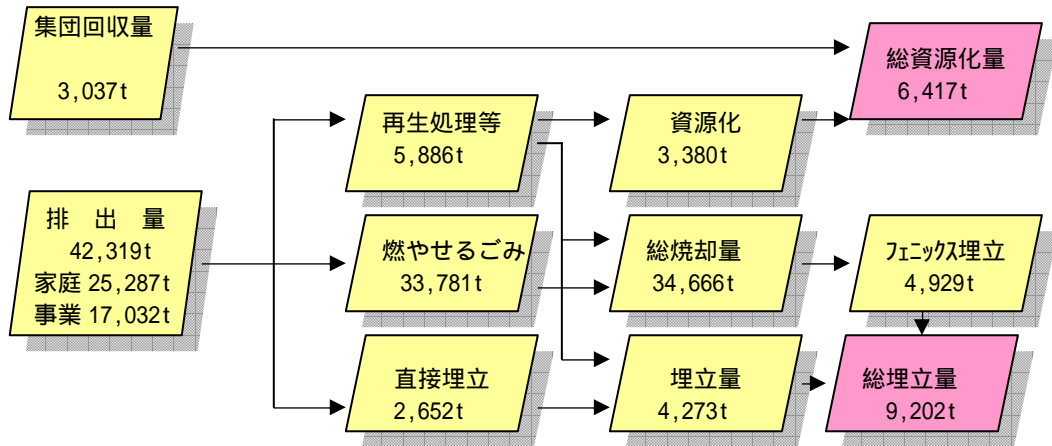 集団回収量
3,037t
総資源化量
6,417t
再生処理等
5,886t
資源化
3,380t
排 出 量
42,319t
家庭 25,287t
事業 17,032t
燃やせるごみ
33,781t
総焼却量
34,666t
フェニックス埋立
4,929t
直接埋立
2,652t
埋立量
4,273t
総埋立量
9,202t